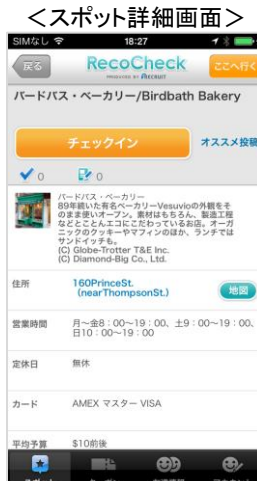 ＜スポット詳細画面＞
SIMなし 18:27
戻る RecoCheck ここへ行く
PRODUCED BY RECRUIT
バードバス・ベーカリー/Birdbath Bakery
チェックイン オススメ投稿
0 0
バードバス・ベーカリー
89年続いた有名ベーカリーVesuvioの外観をそ
のまま使いオープン。素材はもちろん、製造工程
などとことんエコにこだわっているお店。オーガ
ニックのクッキーやマフィンのほか、ランチでは
サンドイッチも。
(C) Globe-Trotter T&E Inc.
(C) Diamond-Big Co., Ltd.
住所 160PrinceSt.
(nearThompsonSt.) 地図
営業時間 月～金8：00～19：00、土9：00～19：00、
日10：00～19：00
定休日 無休
カード AMEX マスター VISA
平均予算 $10前後